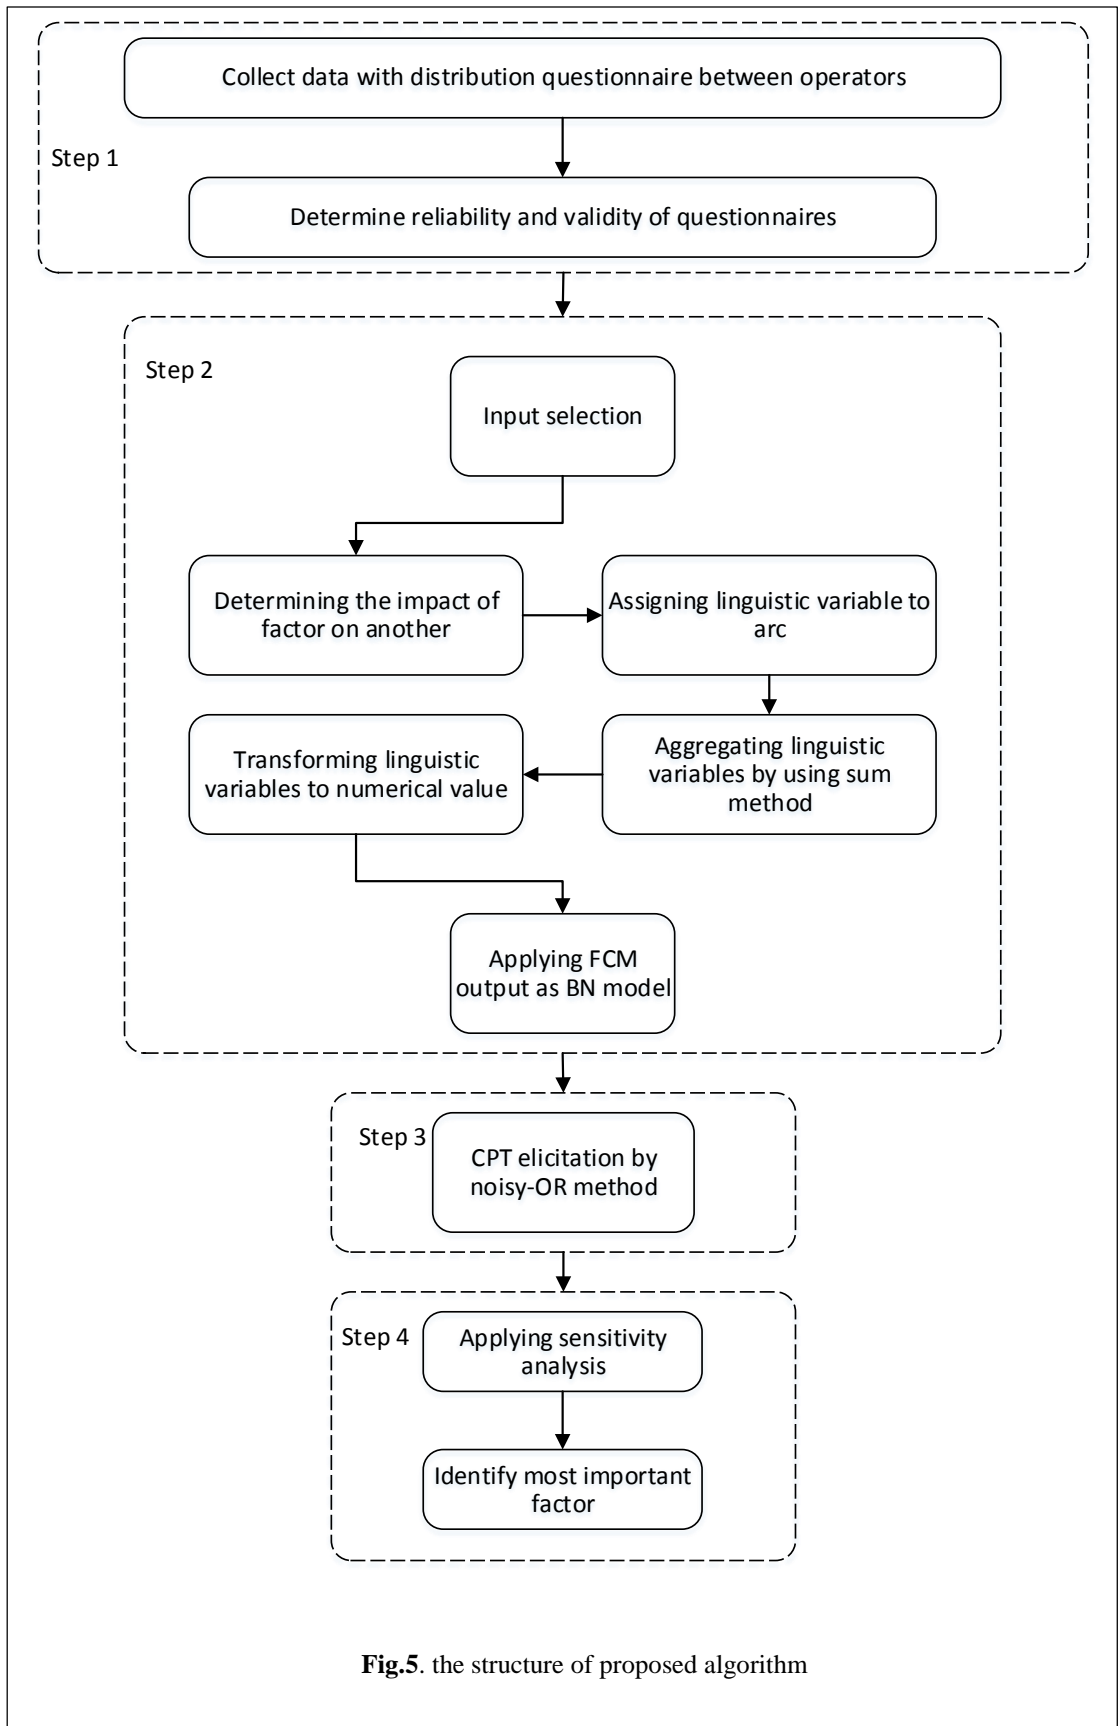 Collect data with distribution questionnaire between operators
Step 1
Determine reliability and validity of questionnaires
Step 2
Input selection
Determining the impact of
factor on another
Assigning linguistic variable to
arc
Transforming linguistic
variables to numerical value
Aggregating linguistic
variables by using sum
method
Applying FCM
output as BN model
Step 3
CPT elicitation by
noisy-OR method
Step 4
Applying sensitivity
analysis
Identify most important
factor
Fig.5. the structure of proposed algorithm